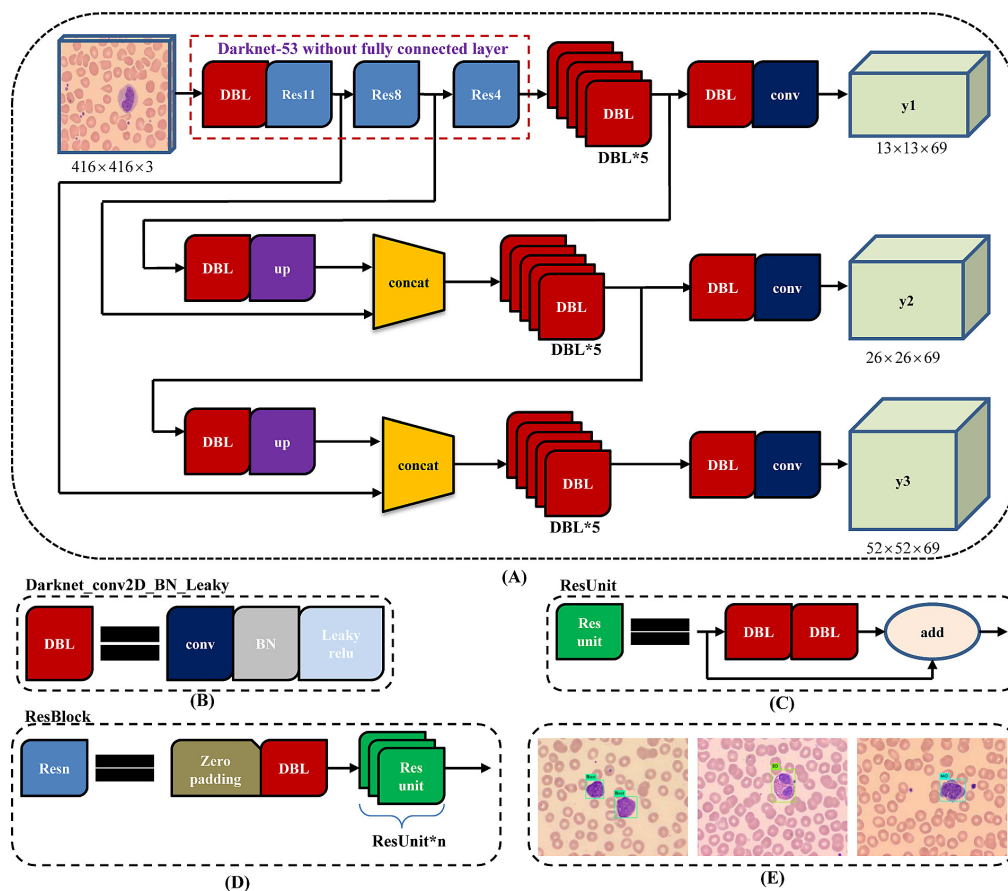 Darknet-53 without fully connected layer
DBL Res11 Res8 Res4 DBL DBL conv y1
416×416×3
DBL*5
13×13×69
DBL up concat DBL DBL conv y2
DBL*5
26×26×69
DBL up concat DBL DBL conv y3
DBL*5
52×52×69
(A)
Darknet_conv2D_BN_Leaky
DBL conv BN Leaky relu
(B)
ResUnit
Res unit DBL DBL add
(C)
ResBlock
Resn Zero padding DBL Res unit
ResUnit*n
(D)
(E)